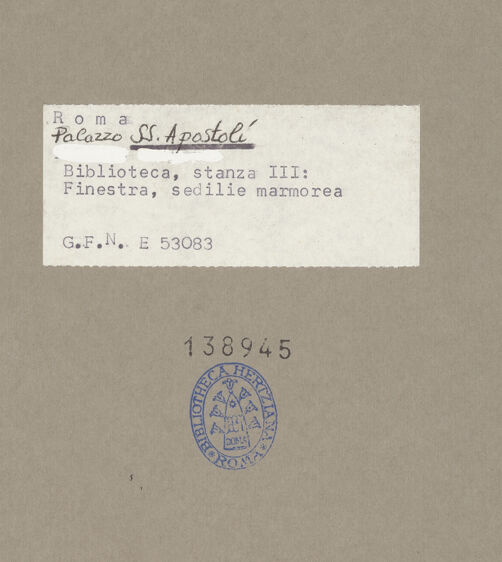 Roma
Palazzo SS. Apostoli
Biblioteca, stanza III:
Finestra, sedilie marmorea
G.F.N. E 53083
138945
BIBLIOTHECA HERTZIANA
ROMA